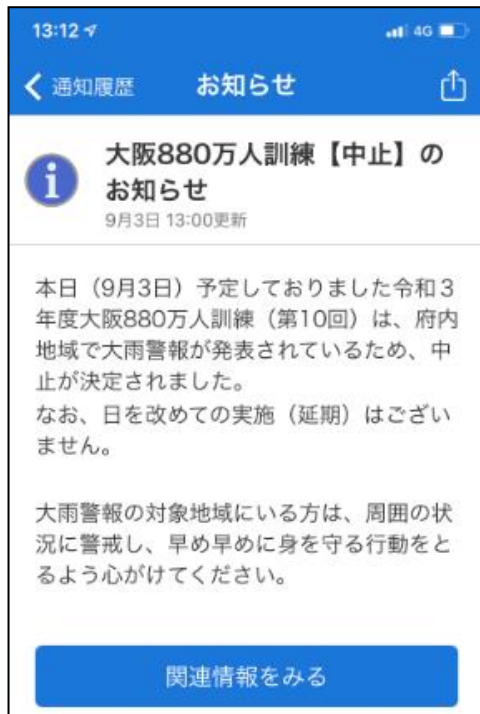 13:12 4G
通知履歴 お知らせ
大阪880万人訓練【中止】の
お知らせ
9月3日 13:00更新
本日（9月3日）予定しておりました令和3
年度大阪880万人訓練（第10回）は、府内
地域で大雨警報が発表されているため、中
止が決定されました。
なお、日を改めての実施（延期）はござい
ません。
大雨警報の対象地域にいる方は、周囲の状
況に警戒し、早め早めに身を守る行動をと
るよう心がけてください。
関連情報をみる